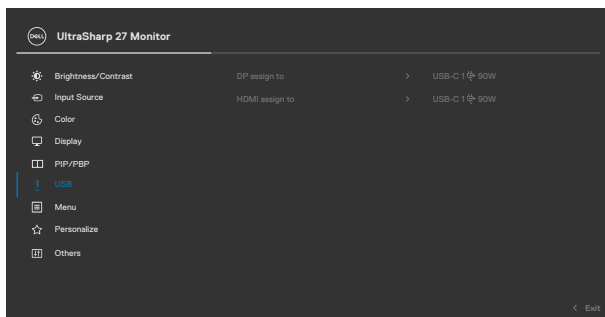 DELL UltraSharp 27 Monitor
Brightness/Contrast DP assign to > USB-C 1 90W
Input Source HDMI assign to > USB-C 1 90W
Color
Display
PIP/PBP
USB
Menu
Personalize
Others
< Exit